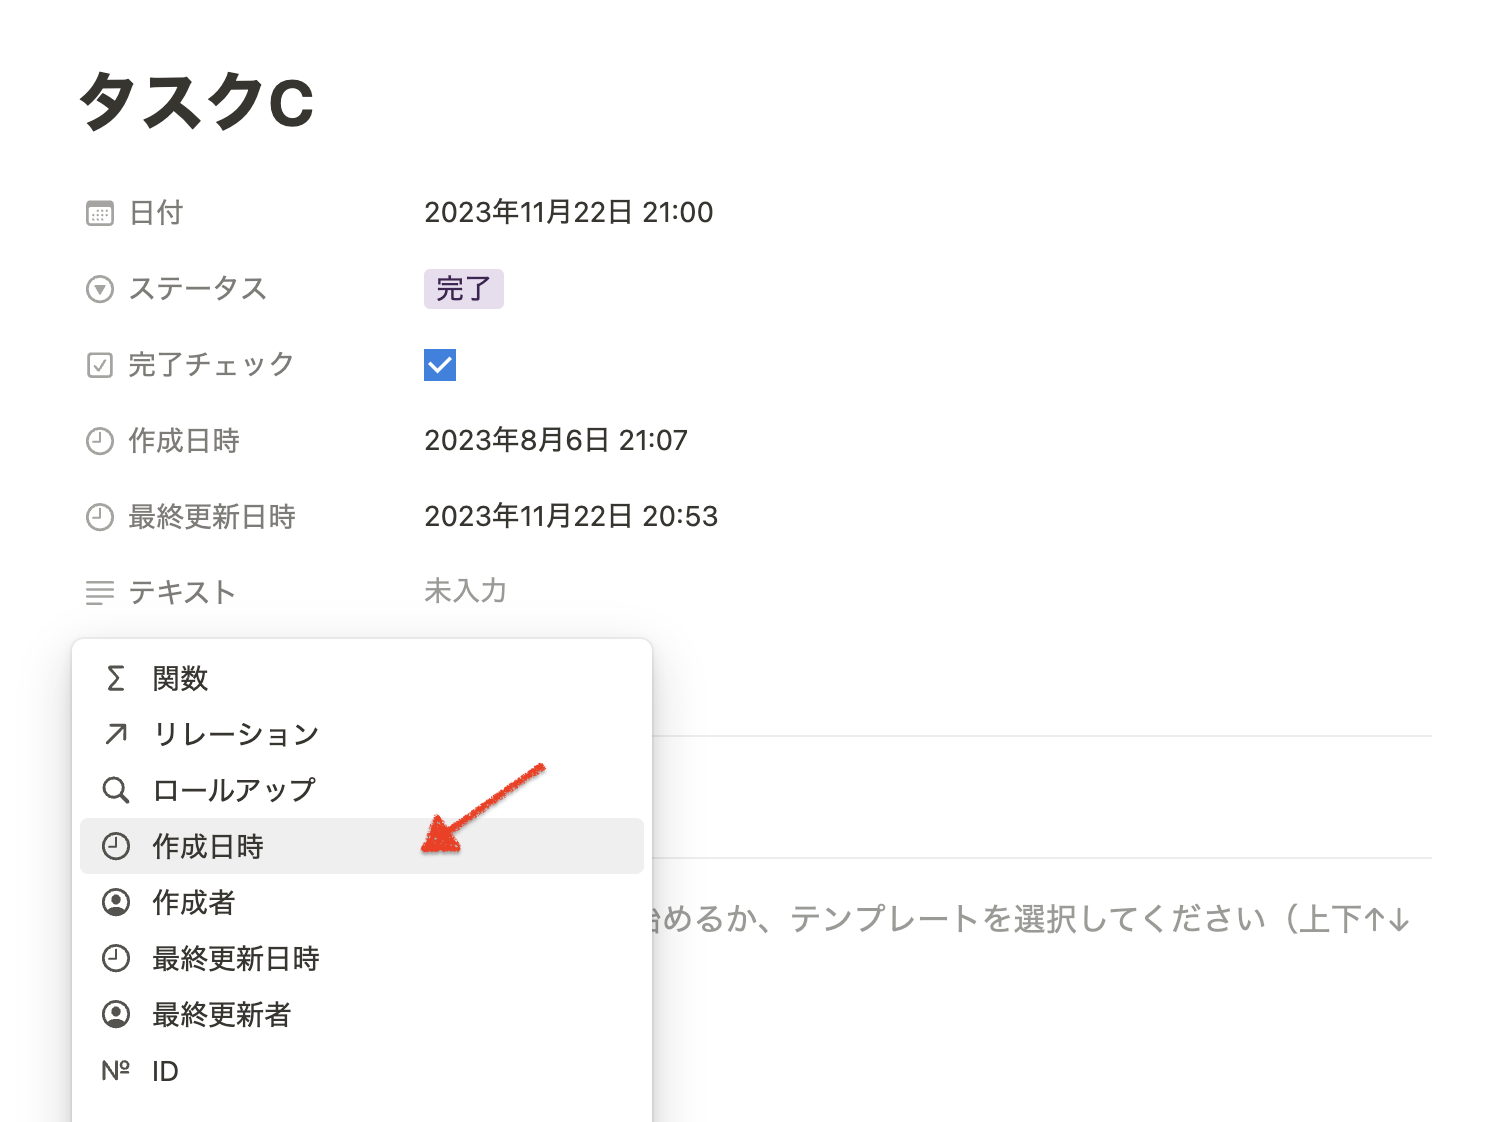 タスクC
日付 2023年11月22日 21:00
ステータス 完了
完了チェック
作成日時 2023年8月6日 21:07
最終更新日時 2023年11月22日 20:53
テキスト 未入力
Σ 関数
リレーション
ロールアップ
作成日時
作成者
めるか、テンプレートを選択してください（上下↑↓
最終更新日時
最終更新者
Nº ID